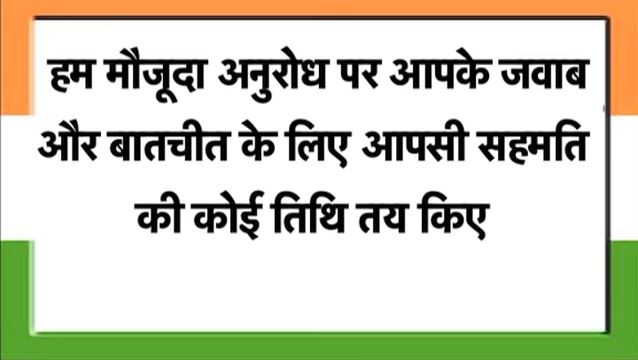 हम मौजूदा अनुरोध पर आपके जवाब
और बातचीत के लिए आपसी सहमति
की कोई तिथि तय किए